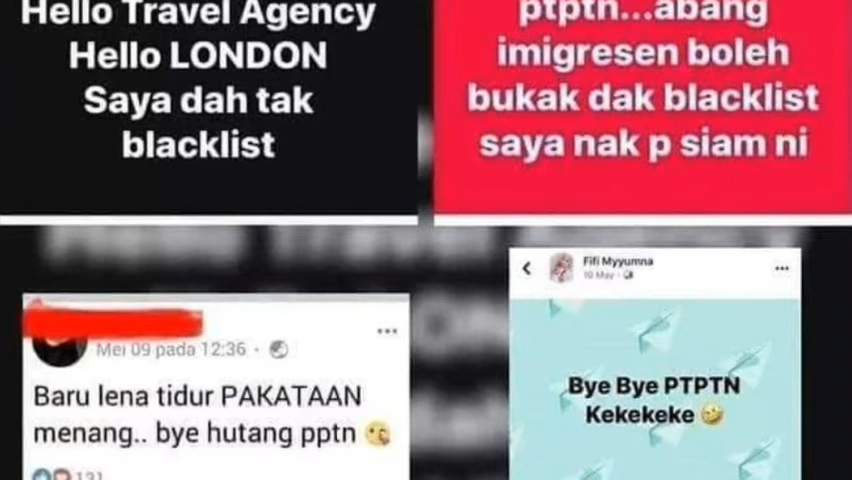 Hello Travel Agency
Hello LONDON
Saya dah tak
blacklist
ptptn...abang
imigresen boleh
bukak dak blacklist
saya nak p siam ni
Mei 09 pada 12:36 ·
Baru lena tidur PAKATAAN
menang.. bye hutang pptn 😘
131
Fifi Myyumna
10 May ·
Bye Bye PTPTN
Kekekeke 🤣